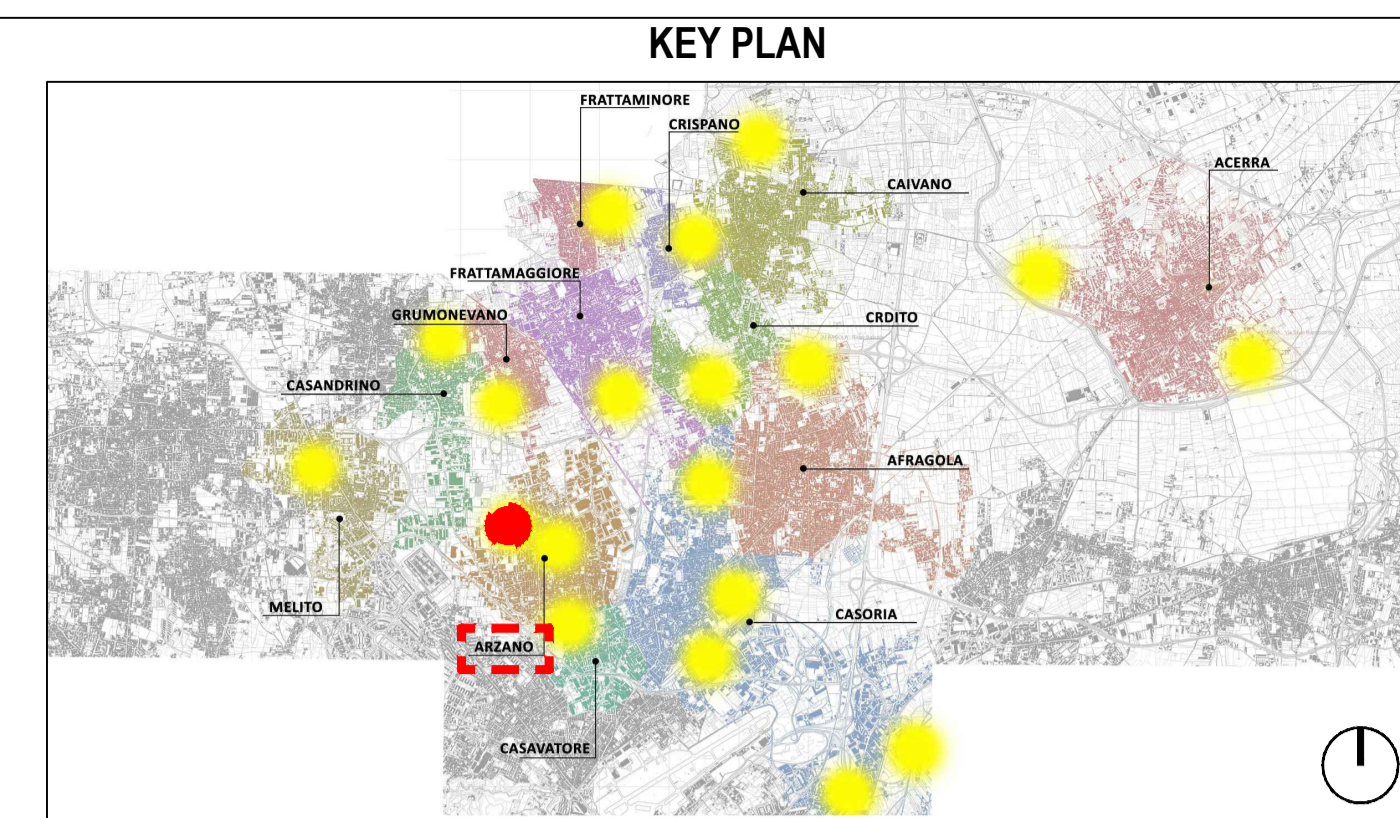 KEY PLAN
FRATTAMINORE
CRISPANO
ACERRA
CAIVANO
FRATTAMAGGIORE
GRUMONEVANO
CRDITO
CASANDRINO
AFRAGOLA
MELITO
CASORIA
ARZANO
CASAVATORE